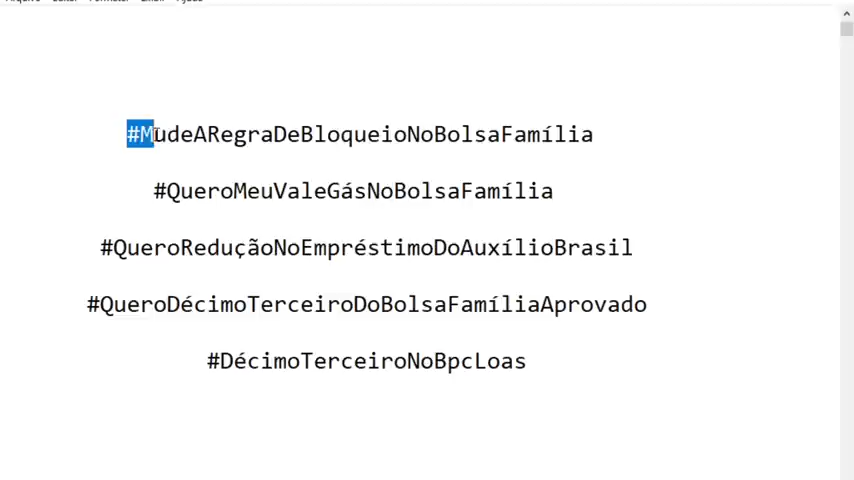 #MudeARegraDeBloqueioNoBolsaFamília
#QueroMeuValeGásNoBolsaFamília
#QueroReduçãoNoEmpréstimoDoAuxílioBrasil
#QueroDécimoTerceiroDoBolsaFamíliaAprovado
#DécimoTerceiroNoBpcLoas